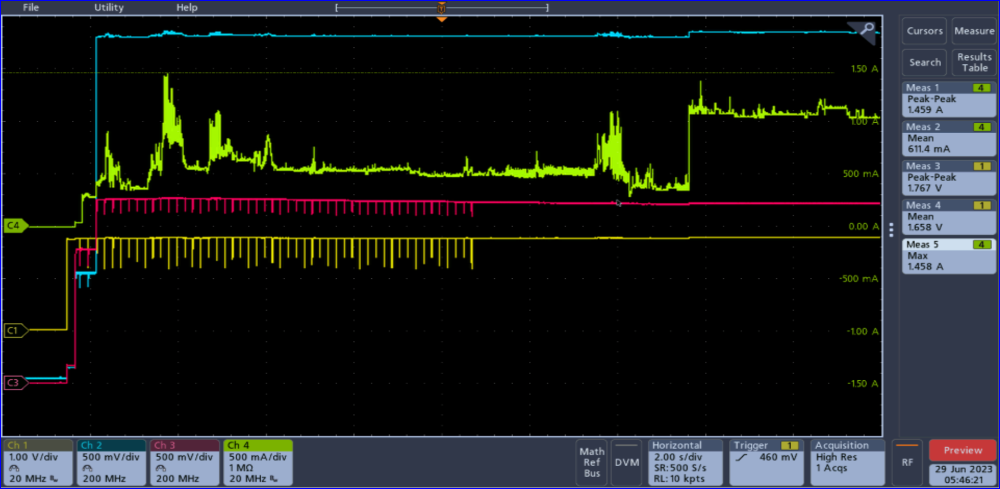 File Utility Help
T
Cursors Measure
Search Results
Table
1.50 A
1.00 A
500 mA
0.00 A
-500 mA
-1.00 A
-1.50 A
C4
C1
C3
Meas 1 4
Peak-Peak
1.459 A
Meas 2 4
Mean
611.4 mA
Meas 3 1
Peak-Peak
1.767 V
Meas 4 1
Mean
1.658 V
Meas 5 4
Max
1.458 A
Ch 1
1.00 V/div
20 MHz Bw
Ch 2
500 mV/div
200 MHz
Ch 3
500 mV/div
200 MHz
Ch 4
500 mA/div
1 MΩ
20 MHz Bw
Math
Ref
Bus
DVM
Horizontal
2.00 s/div
SR: 500 S/s
RL: 10 kpts
Trigger 1
460 mV
Acquisition
High Res
1 Acqs
RF
Preview
29 Jun 2023
05:46:21